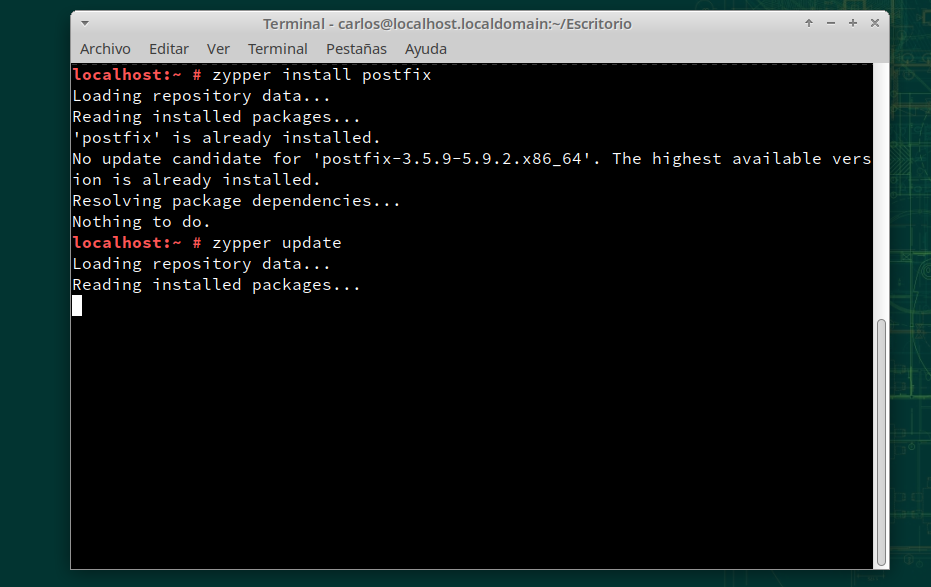 Terminal - carlos@localhost.localdomain:~/Escritorio
Archivo Editar Ver Terminal Pestañas Ayuda
localhost:~ # zypper install postfix
Loading repository data...
Reading installed packages...
'postfix' is already installed.
No update candidate for 'postfix-3.5.9-5.9.2.x86_64'. The highest available vers
ion is already installed.
Resolving package dependencies...
Nothing to do.
localhost:~ # zypper update
Loading repository data...
Reading installed packages...